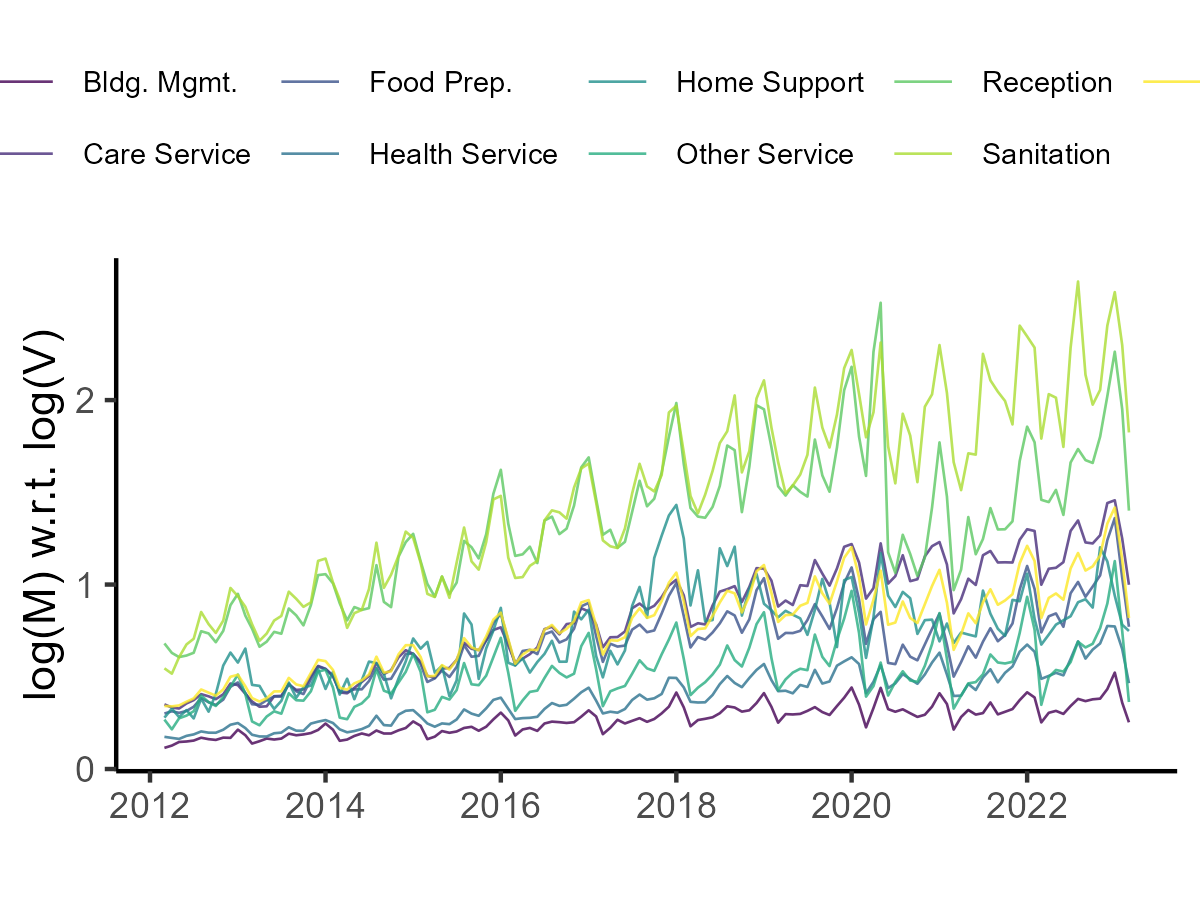 Bldg. Mgmt. Food Prep. Home Support Reception
Care Service Health Service Other Service Sanitation
log(M) w.r.t. log(V)
2
1
0
2012 2014 2016 2018 2020 2022